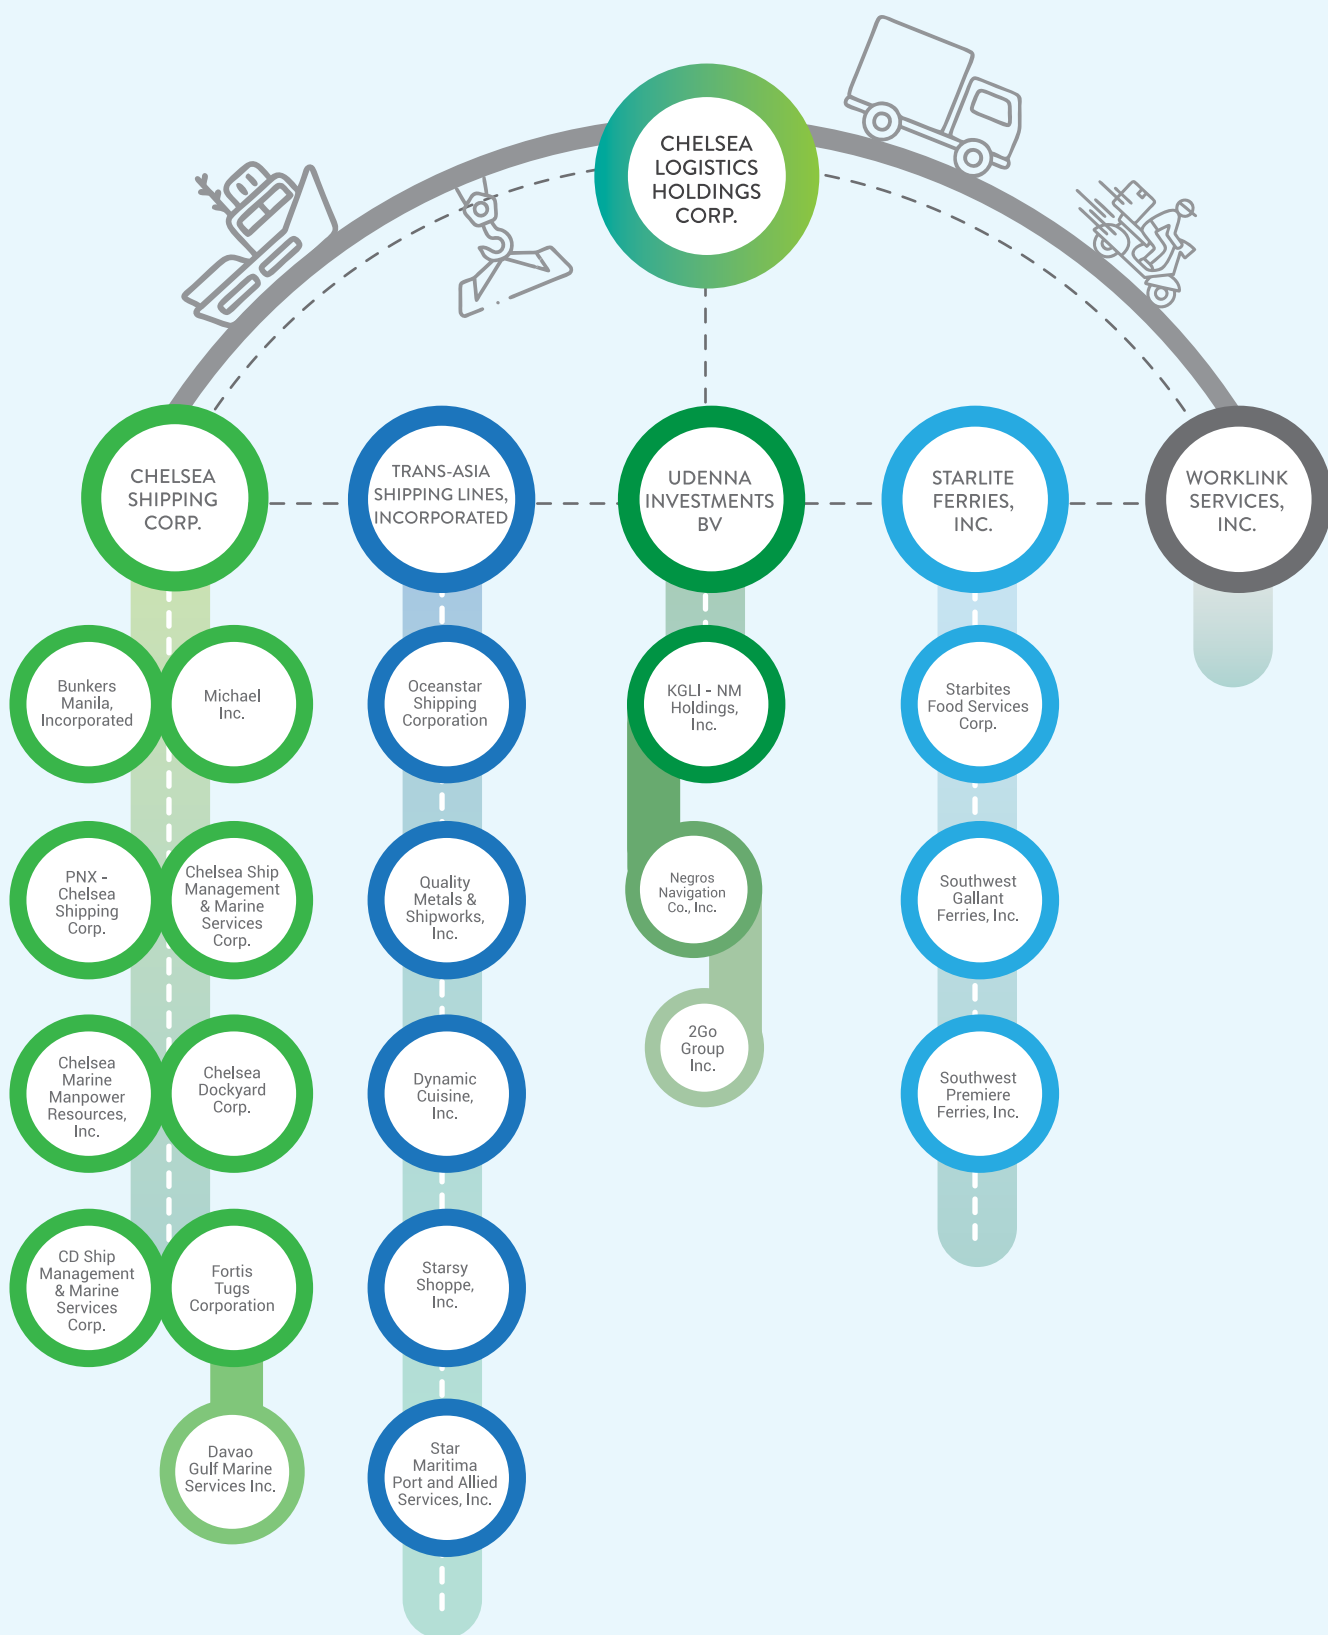 CHELSEA
LOGISTICS
HOLDINGS
CORP.
CHELSEA
SHIPPING
CORP.
TRANS-ASIA
SHIPPING LINES,
INCORPORATED
UDENNA
INVESTMENTS
BV
STARLITE
FERRIES,
INC.
WORKLINK
SERVICES,
INC.
Bunkers
Manila,
Incorporated
Michael
Inc.
Oceanstar
Shipping
Corporation
KGLI - NM
Holdings,
Inc.
Starbites
Food Services
Corp.
PNX -
Chelsea
Shipping
Corp.
Chelsea Ship
Management
& Marine
Services
Corp.
Quality
Metals &
Shipworks,
Inc.
Negros
Navigation
Co., Inc.
Southwest
Gallant
Ferries, Inc.
Chelsea
Marine
Manpower
Resources,
Inc.
Chelsea
Dockyard
Corp.
Dynamic
Cuisine,
Inc.
2Go
Group
Inc.
Southwest
Premiere
Ferries, Inc.
CD Ship
Management
& Marine
Services
Corp.
Fortis
Tugs
Corporation
Starsy
Shoppe,
Inc.
Davao
Gulf Marine
Services Inc.
Star
Maritima
Port and Allied
Services, Inc.